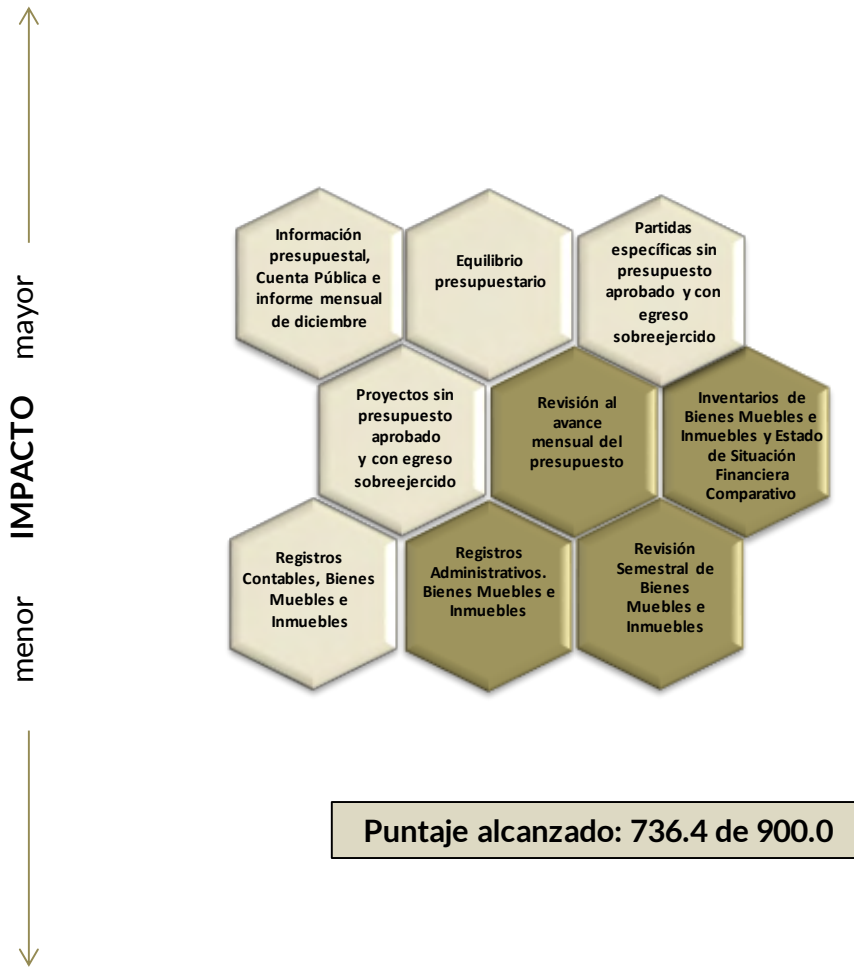 mayor
IMPACTO
menor
Información
presupuestal,
Cuenta Pública e
informe mensual
de diciembre
Equilibrio
presupuestario
Partidas
específicas sin
presupuesto
aprobado y con
egreso
sobreejercido
Proyectos sin
presupuesto
aprobado
y con egreso
sobreejercido
Revisión al
avance
mensual del
presupuesto
Inventarios de
Bienes Muebles e
Inmuebles y Estado
de Situación
Financiera
Comparativo
Registros
Contables, Bienes
Muebles e
Inmuebles
Registros
Administrativos.
Bienes Muebles e
Inmuebles
Revisión
Semestral de
Bienes
Muebles e
Inmuebles
Puntaje alcanzado: 736.4 de 900.0